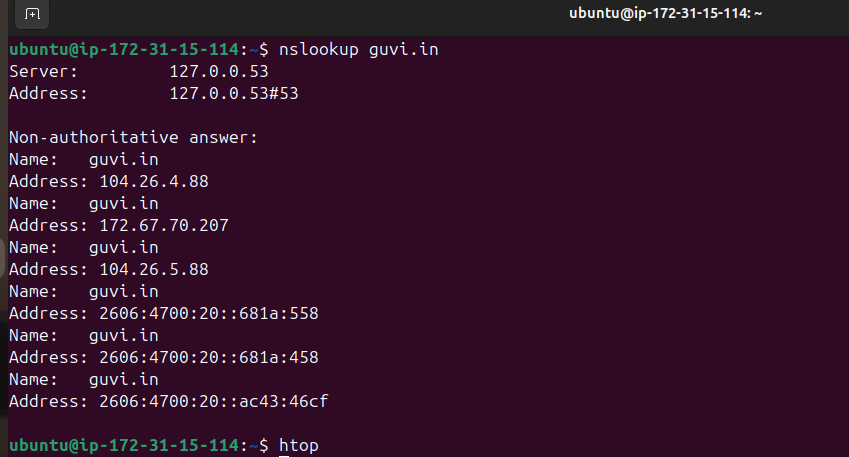 ubuntu@ip-172-31-15-114: ~
ubuntu@ip-172-31-15-114:~$ nslookup guvi.in
Server:         127.0.0.53
Address:        127.0.0.53#53
Non-authoritative answer:
Name:   guvi.in
Address: 104.26.4.88
Name:   guvi.in
Address: 172.67.70.207
Name:   guvi.in
Address: 104.26.5.88
Name:   guvi.in
Address: 2606:4700:20::681a:558
Name:   guvi.in
Address: 2606:4700:20::681a:458
Name:   guvi.in
Address: 2606:4700:20::ac43:46cf
ubuntu@ip-172-31-15-114:~$ htop